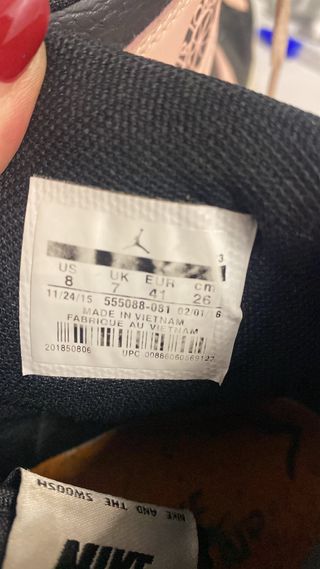 3
US UK EUR cm
8 7 41 26
11/24/15 555088-081 02/01/16
MADE IN VIETNAM
FABRIQUE AU VIETNAM
201850806 UPC
NIKE AND THE SWOOSH
NIKE